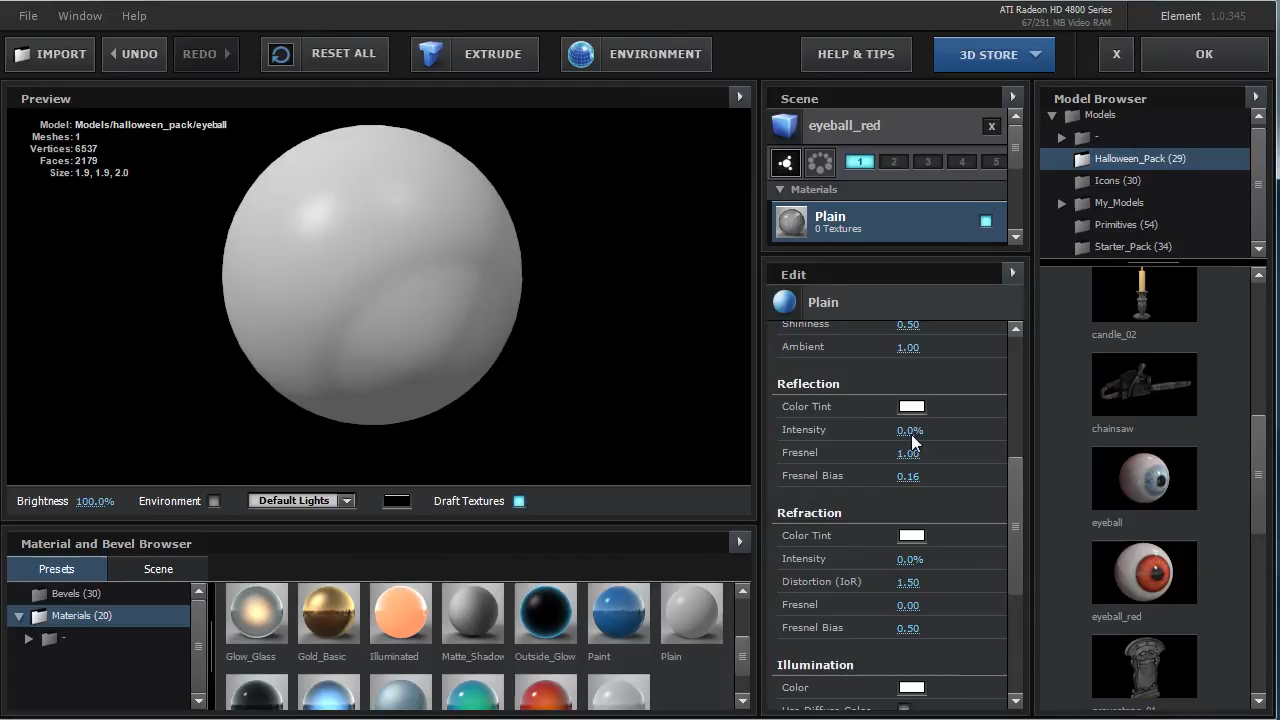 File Window Help
ATI Radeon HD 4800 Series
67/291 MB Video RAM
Element 1.0.345
IMPORT UNDO REDO RESET ALL EXTRUDE ENVIRONMENT HELP & TIPS 3D STORE X OK
Preview
Model: Models/halloween_pack/eyeball
Meshes: 1
Vertices: 6537
Faces: 2179
Size: 1.9, 1.9, 2.0
Brightness 100.0% Environment Default Lights Draft Textures
Scene
eyeball_red X
1 2 3 4 5
Materials
Plain
0 Textures
Edit
Plain
Shininess 0.50
Ambient 1.00
Reflection
Color Tint
Intensity 0.0%
Fresnel 1.00
Fresnel Bias 0.16
Refraction
Color Tint
Intensity 0.0%
Distortion (IoR) 1.50
Fresnel 0.00
Fresnel Bias 0.50
Illumination
Color
Use Diffuse Color
Model Browser
Models
-
Halloween_Pack (29)
Icons (30)
My_Models
Primitives (54)
Starter_Pack (34)
candle_02
chainsaw
eyeball
eyeball_red
gravestone_01
Material and Bevel Browser
Presets Scene
Bevels (30)
Materials (20)
-
Glow_Glass Gold_Basic Illuminated Matte_Shadow Outside_Glow Paint Plain